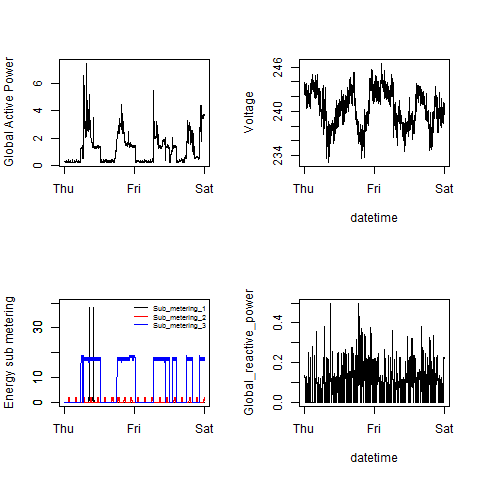 Global Active Power
6
4
2
0
Thu
Fri
Sat
Voltage
246
240
234
Thu
Fri
Sat
datetime
Energy sub metering
30
10
0
Sub_metering_1
Sub_metering_2
Sub_metering_3
Thu
Fri
Sat
Global_reactive_power
0.4
0.2
0.0
Thu
Fri
Sat
datetime